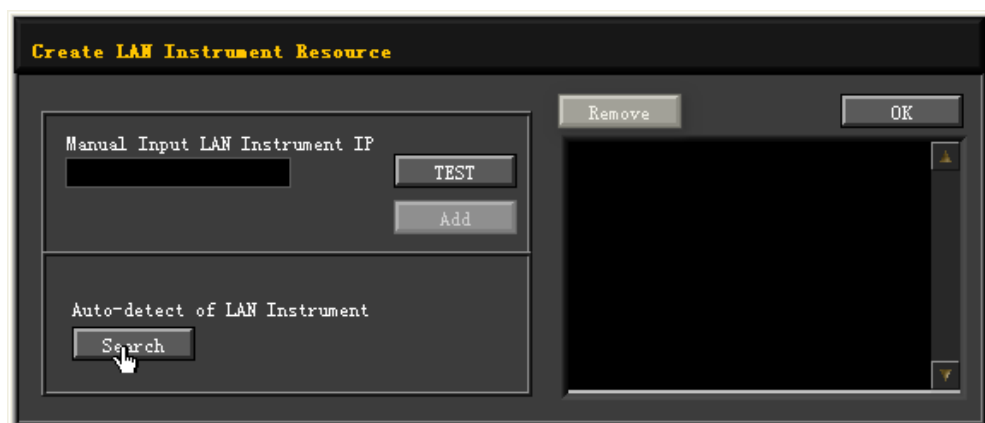 Create LAN Instrument Resource
Manual Input LAN Instrument IP
TEST
Add
Auto-detect of LAN Instrument
Search
Remove
OK